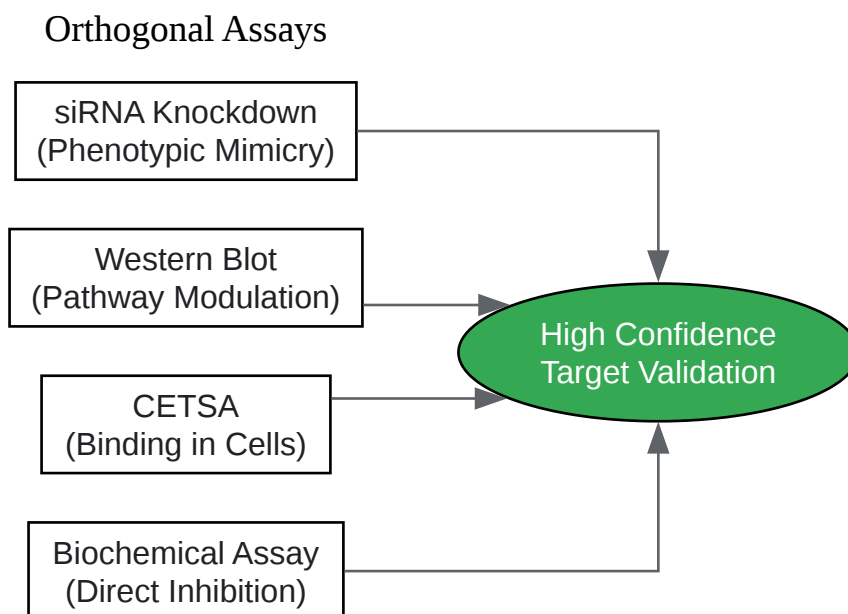 Orthogonal Assays
siRNA Knockdown
(Phenotypic Mimicry)
Western Blot
(Pathway Modulation)
High Confidence
Target Validation
CETSA
(Binding in Cells)
Biochemical Assay
(Direct Inhibition)